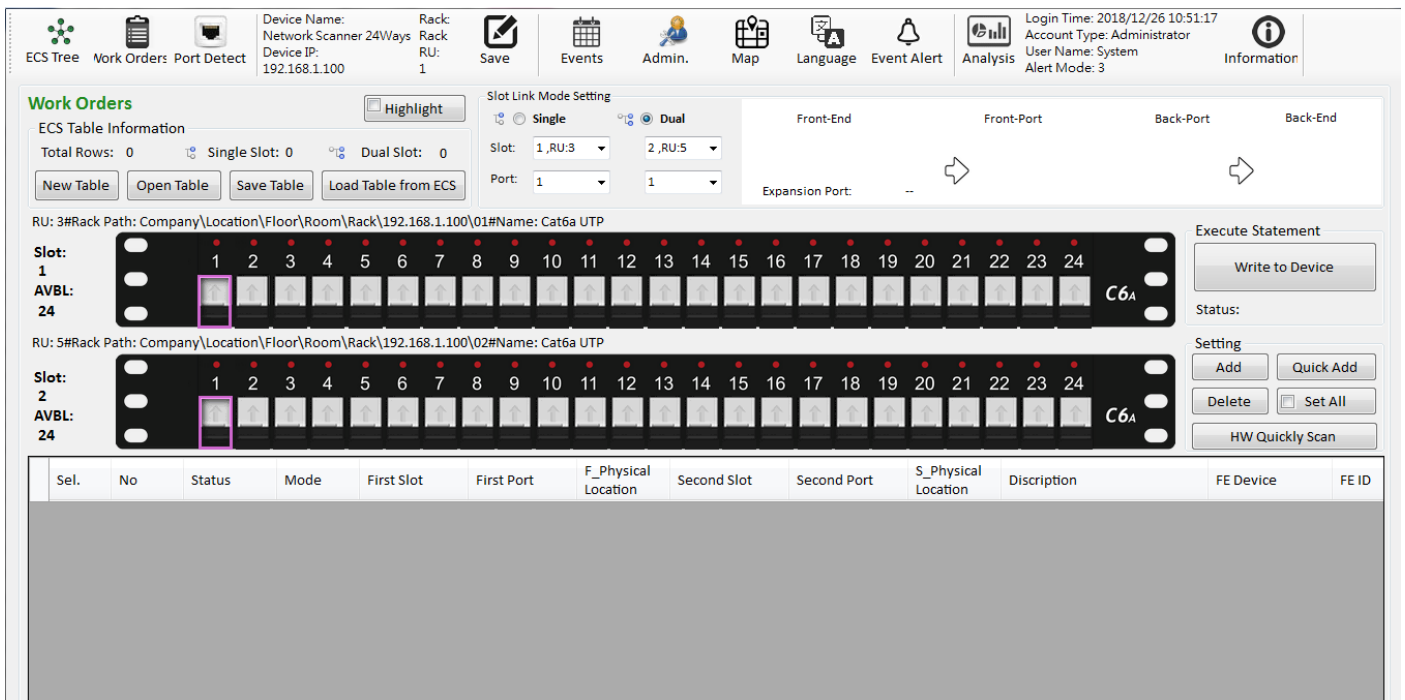 Device Name: Rack:
Network Scanner 24Ways Rack
Device IP: RU:
192.168.1.100 1
Login Time: 2018/12/26 10:51:17
Account Type: Administrator
User Name: System
Alert Mode: 3
ECS Tree Work Orders Port Detect Save Events Admin. Map Language Event Alert Analysis Information
Work Orders
Highlight
ECS Table Information
Total Rows: 0 Single Slot: 0 Dual Slot: 0
New Table Open Table Save Table Load Table from ECS
Slot Link Mode Setting
Single Dual
Slot: 1 ,RU:3 2 ,RU:5
Port: 1 1
Front-End Front-Port Back-Port Back-End
Expansion Port: --
RU: 3#Rack Path: Company\Location\Floor\Room\Rack\192.168.1.100\01#Name: Cat6a UTP
Slot:
1
AVBL:
24
1 2 3 4 5 6 7 8 9 10 11 12 13 14 15 16 17 18 19 20 21 22 23 24
C6A
Execute Statement
Write to Device
Status:
RU: 5#Rack Path: Company\Location\Floor\Room\Rack\192.168.1.100\02#Name: Cat6a UTP
Slot:
2
AVBL:
24
1 2 3 4 5 6 7 8 9 10 11 12 13 14 15 16 17 18 19 20 21 22 23 24
C6A
Setting
Add Quick Add
Delete Set All
HW Quickly Scan
Sel. No Status Mode First Slot First Port F_Physical Location Second Slot Second Port S_Physical Location Discription FE Device FE ID